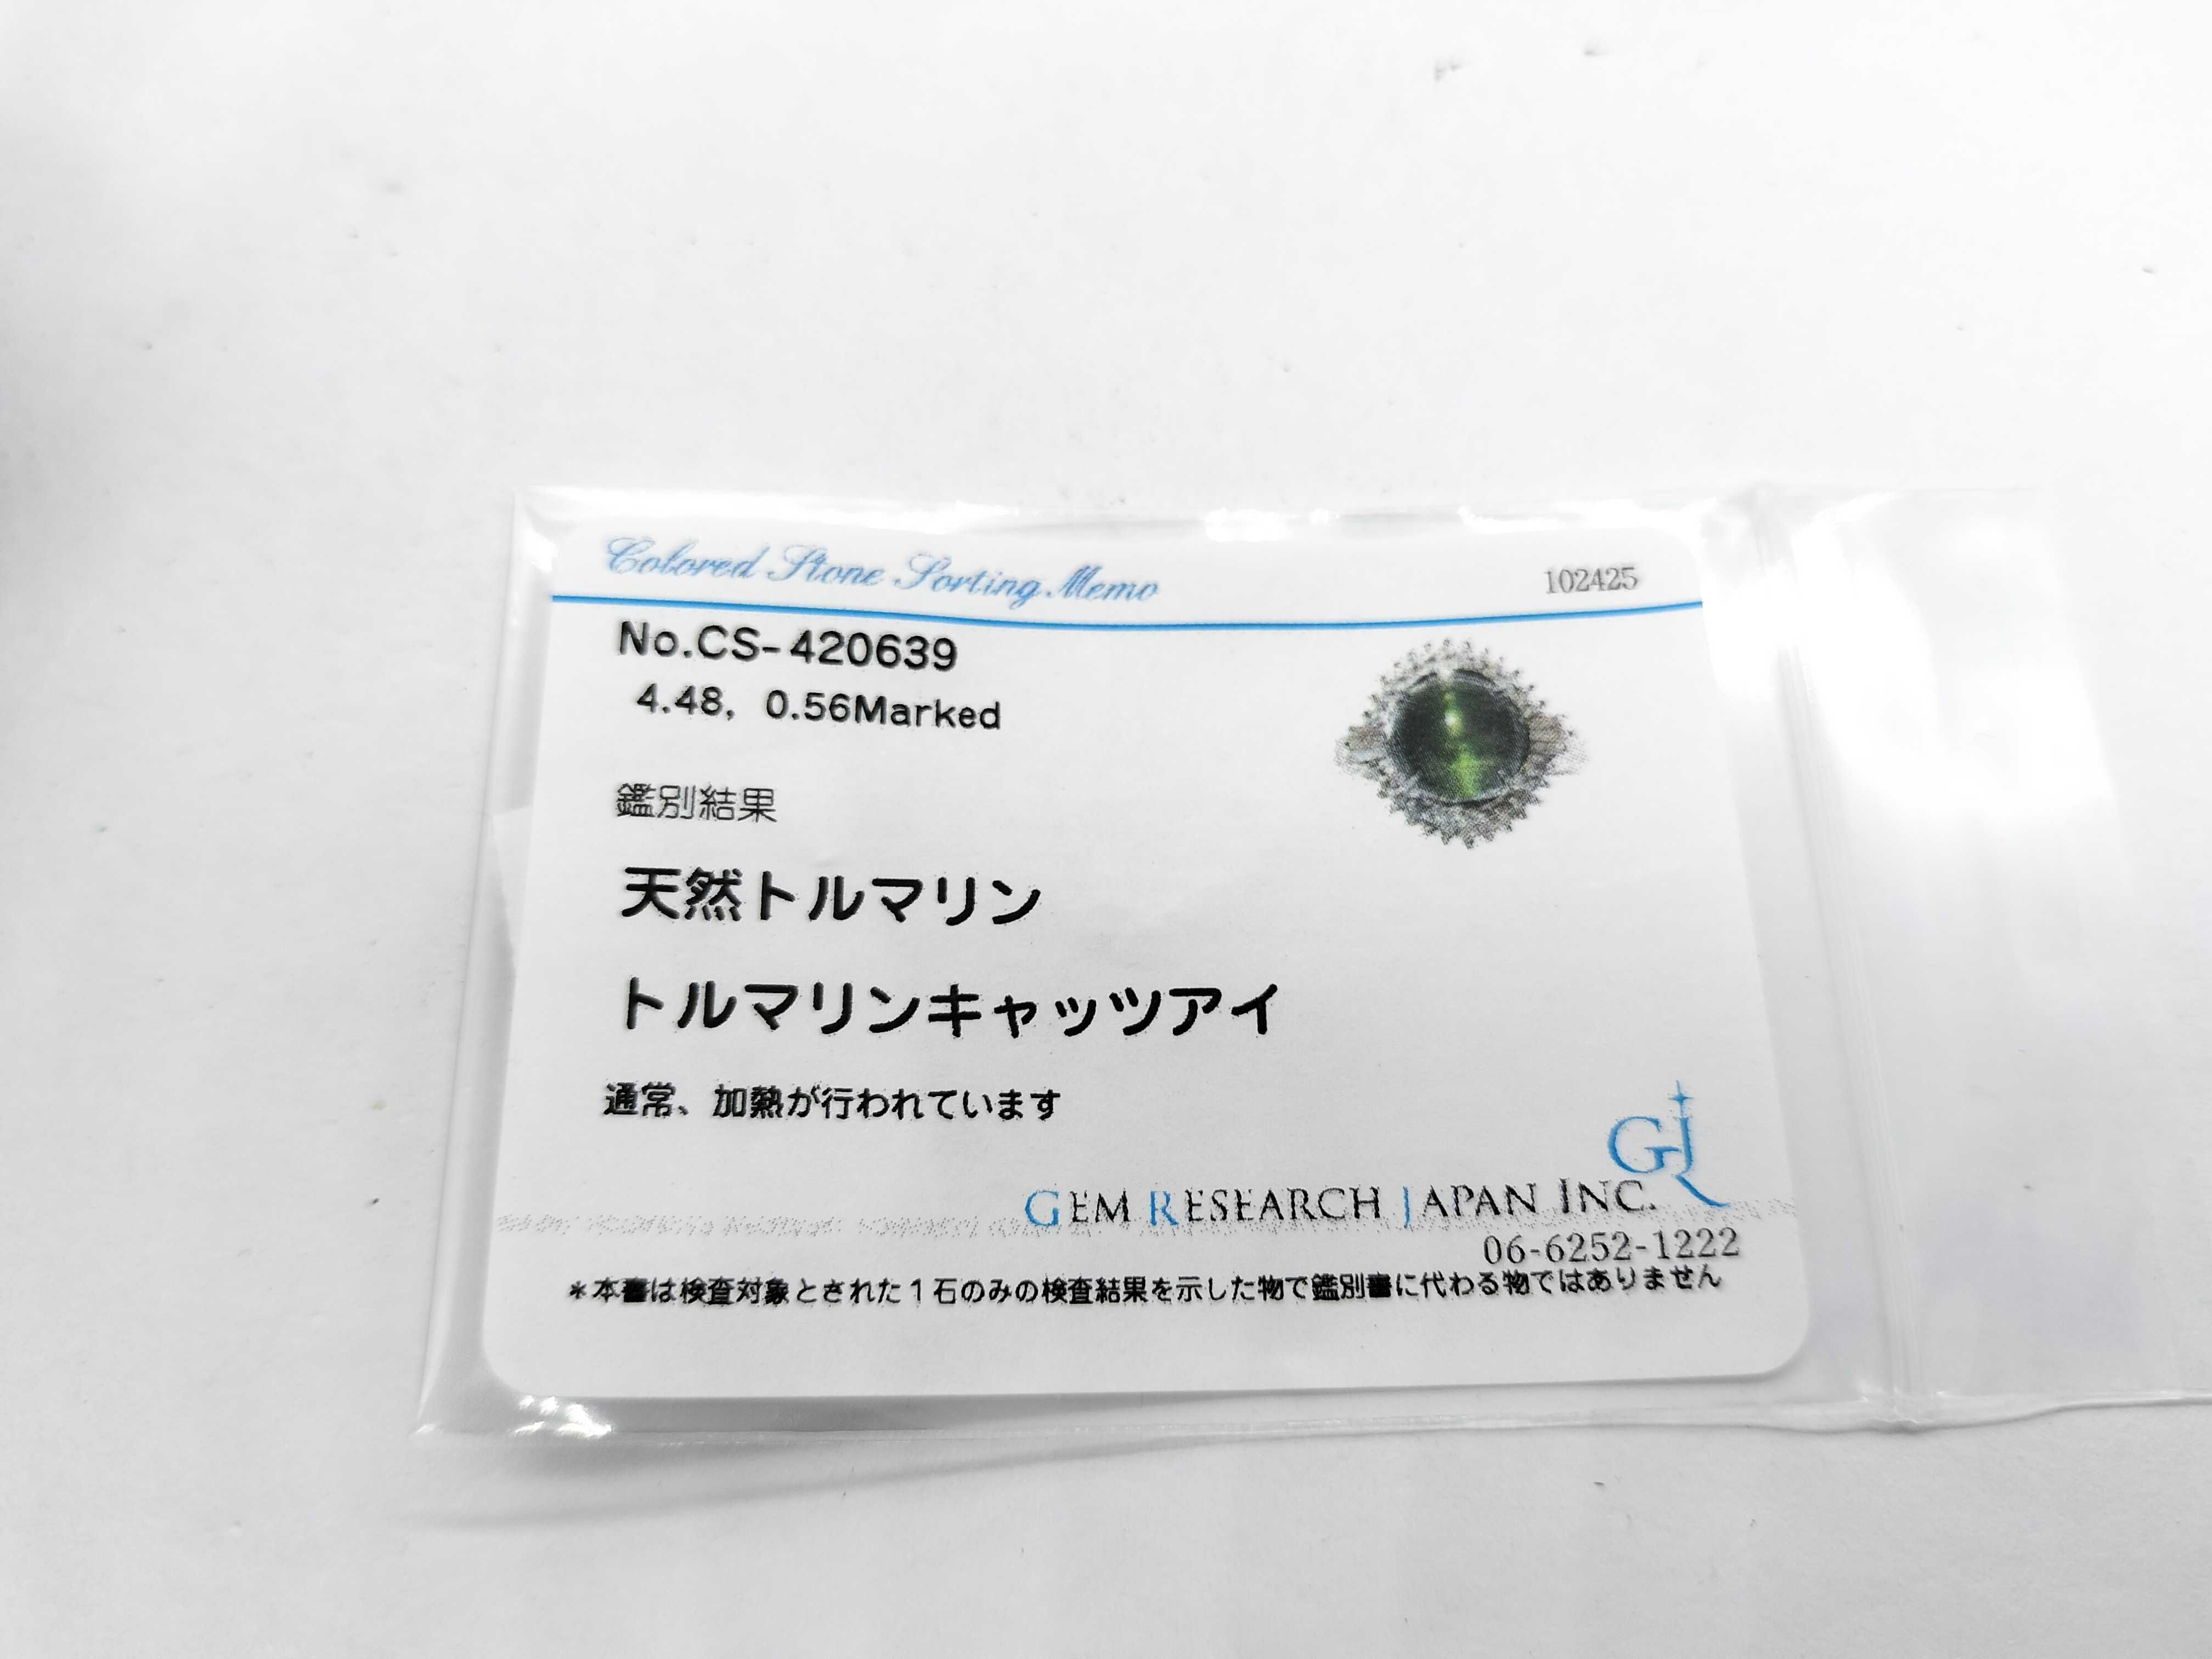 Colored Stone Sorting Memo
102425
No.CS-420639
4.48, 0.56Marked
鑑別結果
天然トルマリン
トルマリンキャッツアイ
通常、加熱が行われています
GJ
GEM RESEARCH JAPAN INC.
06-6252-1222
*本書は検査対象とされた1石のみの検査結果を示した物で鑑別書に代わる物ではありません